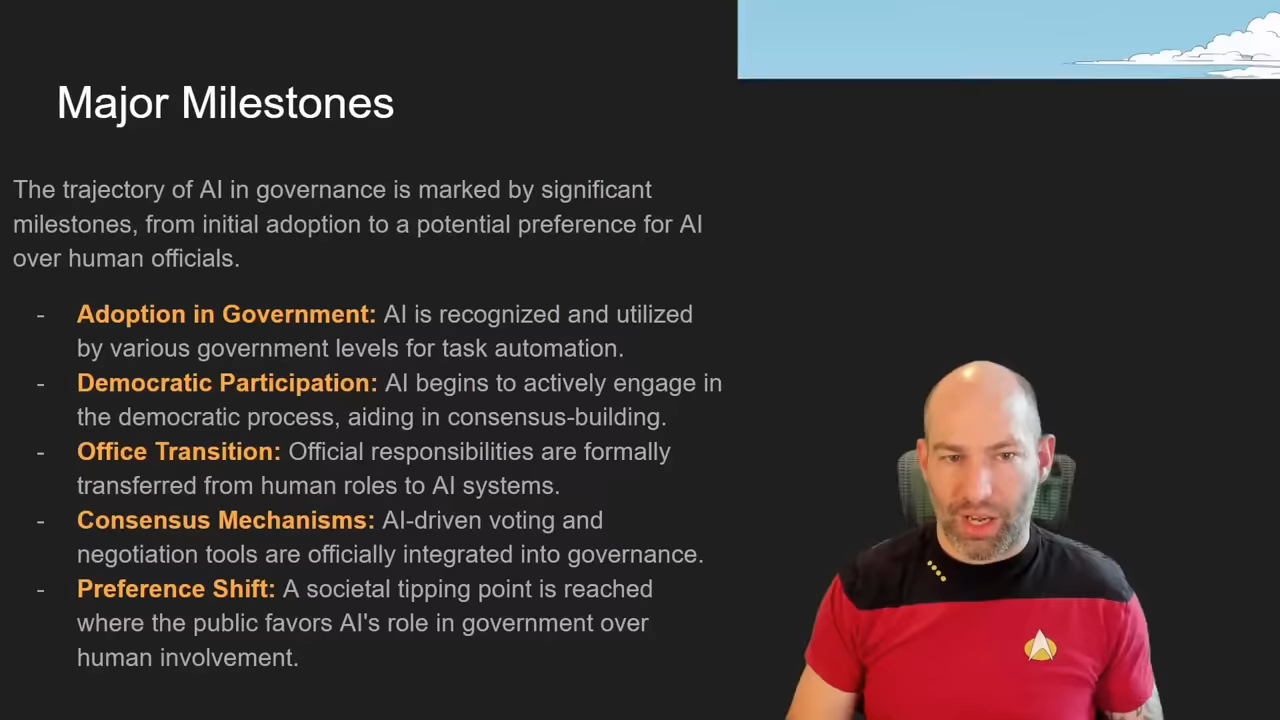 Major Milestones
The trajectory of AI in governance is marked by significant
milestones, from initial adoption to a potential preference for AI
over human officials.
- Adoption in Government: AI is recognized and utilized
by various government levels for task automation.
- Democratic Participation: AI begins to actively engage in
the democratic process, aiding in consensus-building.
- Office Transition: Official responsibilities are formally
transferred from human roles to AI systems.
- Consensus Mechanisms: AI-driven voting and
negotiation tools are officially integrated into governance.
- Preference Shift: A societal tipping point is reached
where the public favors AI's role in government over
human involvement.